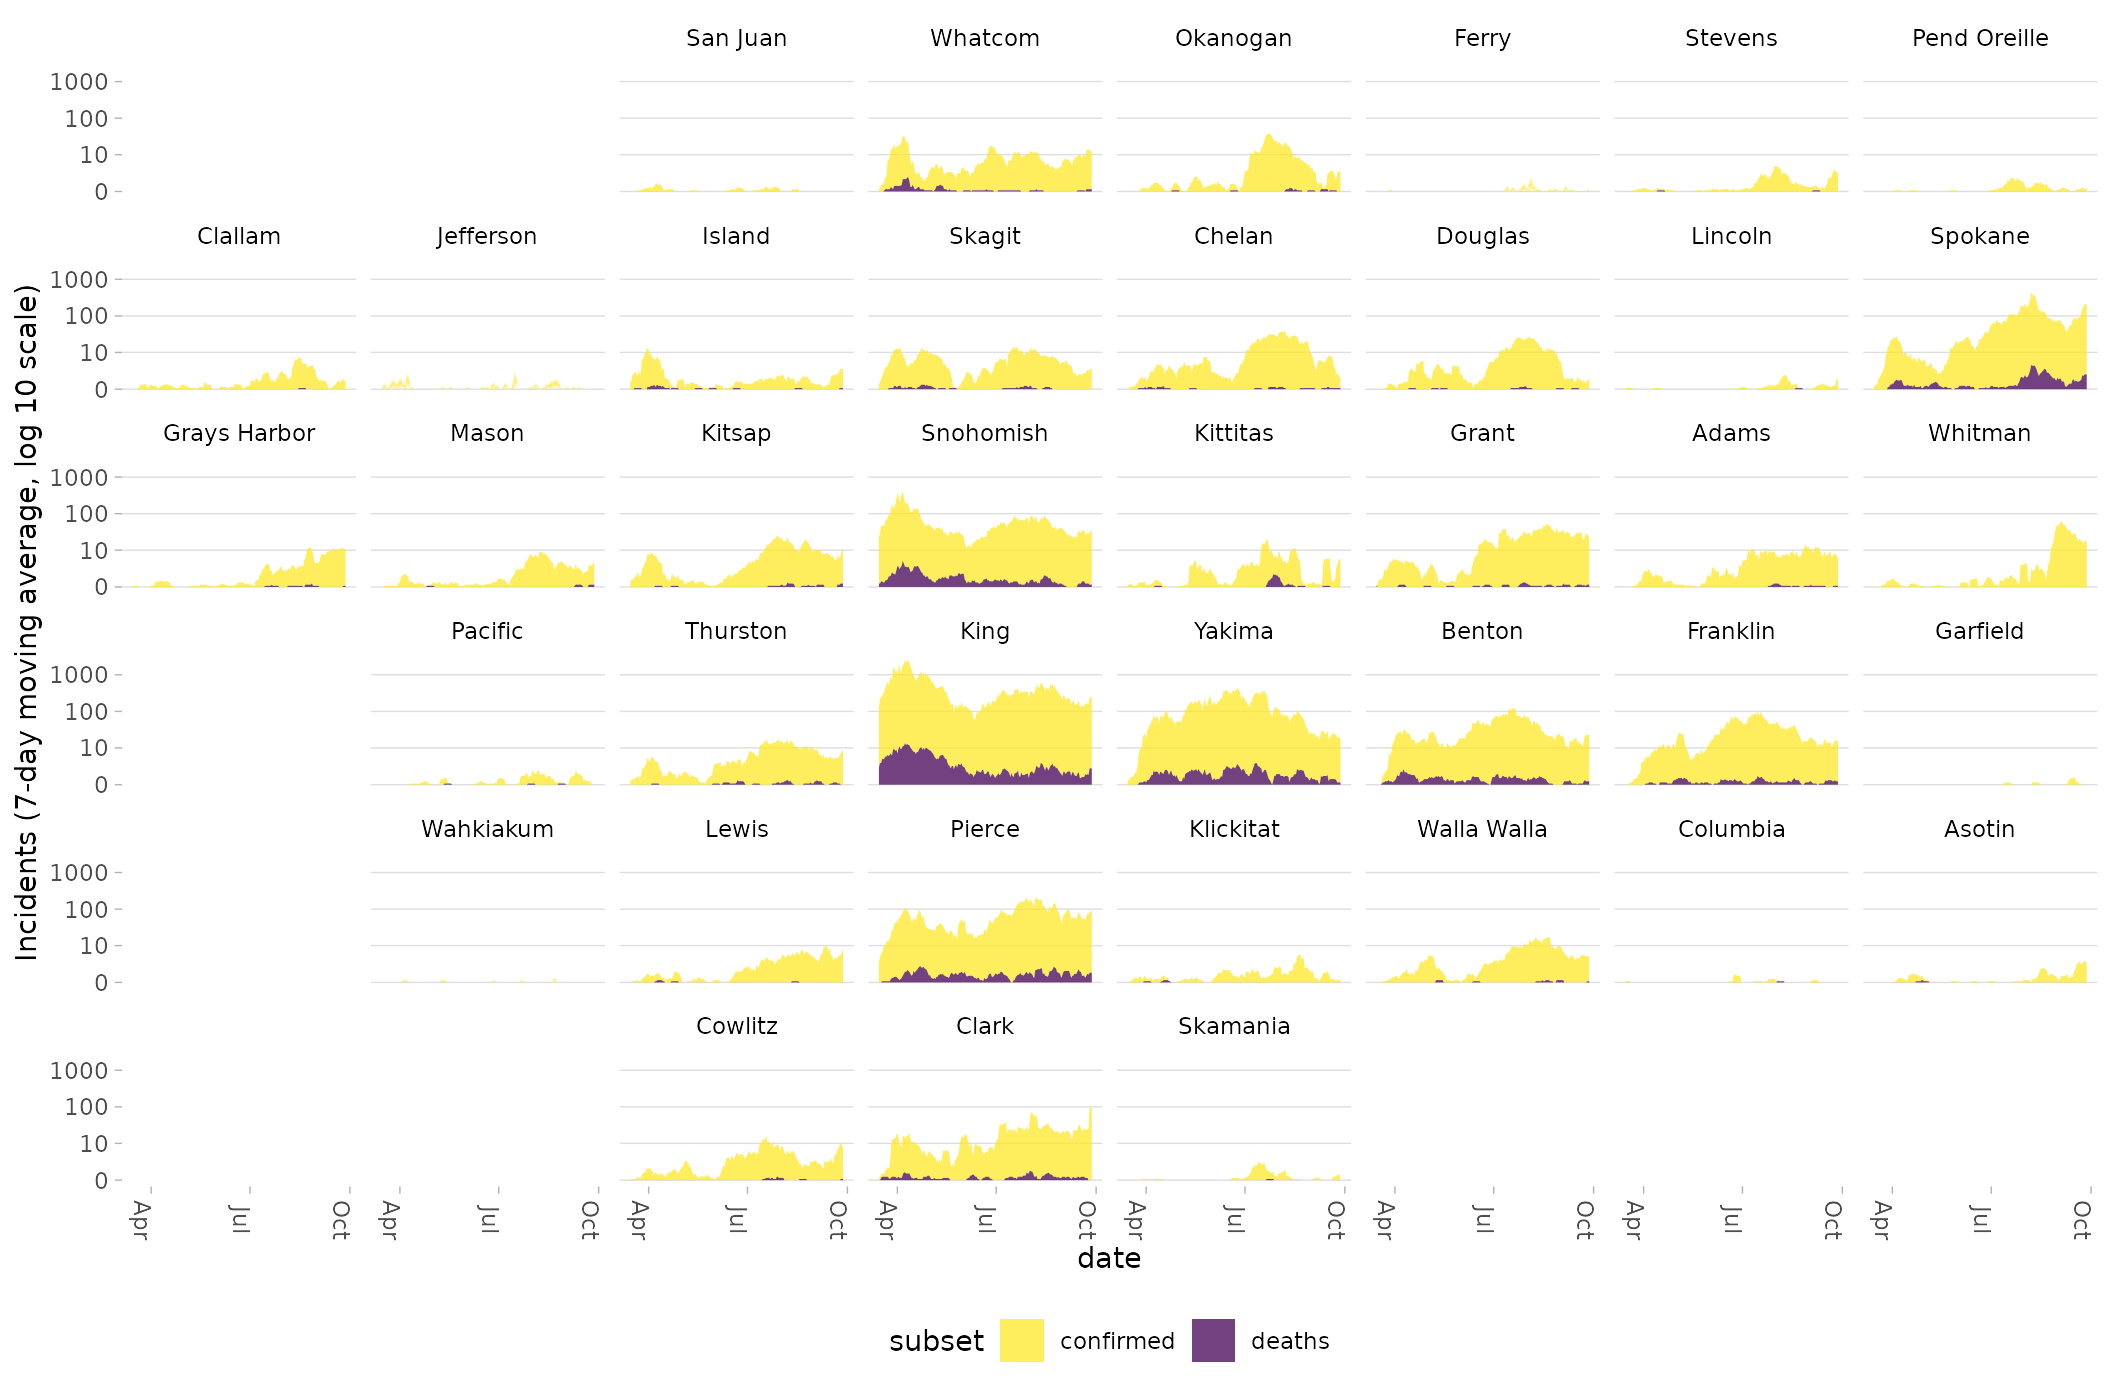 San Juan Whatcom Okanogan Ferry Stevens Pend Oreille
1000
100
10
0
Clallam Jefferson Island Skagit Chelan Douglas Lincoln Spokane
1000
100
10
0
Grays Harbor Mason Kitsap Snohomish Kittitas Grant Adams Whitman
1000
100
10
0
Pacific Thurston King Yakima Benton Franklin Garfield
1000
100
10
0
Wahkiakum Lewis Pierce Klickitat Walla Walla Columbia Asotin
1000
100
10
0
Cowlitz Clark Skamania
1000
100
10
0
Incidents (7-day moving average, log 10 scale)
Apr Jul Oct Apr Jul Oct Apr Jul Oct Apr Jul Oct Apr Jul Oct Apr Jul Oct Apr Jul Oct Apr Jul Oct
date
subset confirmed deaths